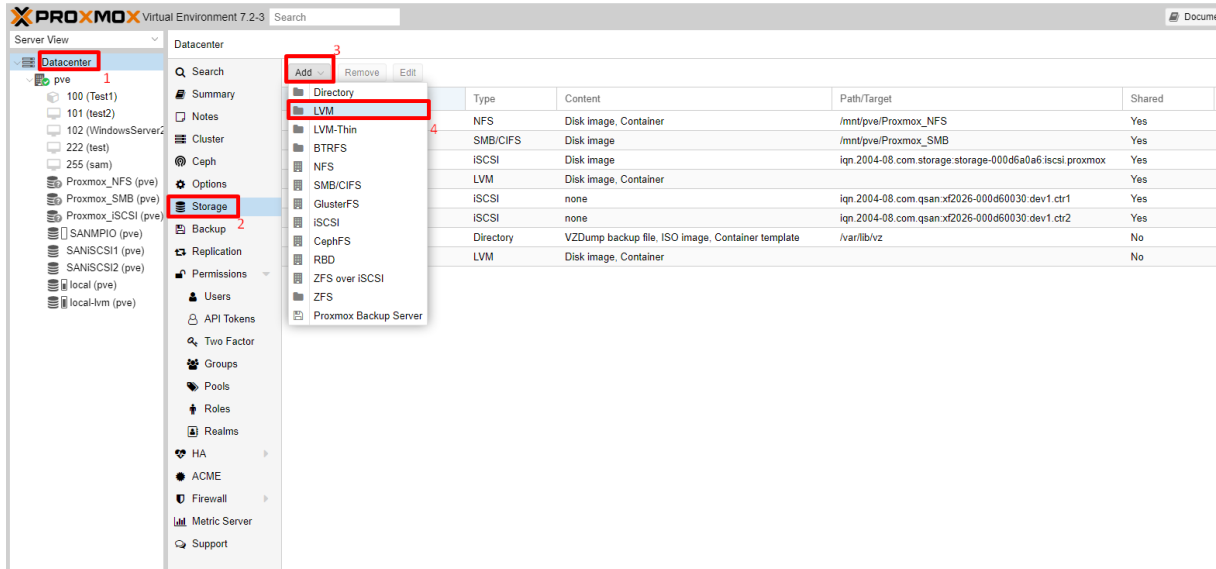 PROXMOX Virtual Environment 7.2-3 Search Docume
Server View
Datacenter
pve 1
100 (Test1)
101 (test2)
102 (WindowsServer2
222 (test)
255 (sam)
Proxmox_NFS (pve)
Proxmox_SMB (pve)
Proxmox_iSCSI (pve)
SANMPIO (pve)
SANiSCSI1 (pve)
SANiSCSI2 (pve)
local (pve)
local-lvm (pve)
Datacenter
Search
Summary
Notes
Cluster
Ceph
Options
Storage
2
Backup
Replication
Permissions
Users
API Tokens
Two Factor
Groups
Pools
Roles
Realms
HA
ACME
Firewall
Metric Server
Support
3
Add Remove Edit
Directory
LVM
4
LVM-Thin
BTRFS
NFS
SMB/CIFS
GlusterFS
iSCSI
CephFS
RBD
ZFS over iSCSI
ZFS
Proxmox Backup Server
Type Content Path/Target Shared
NFS Disk image, Container /mnt/pve/Proxmox_NFS Yes
SMB/CIFS Disk image, Container /mnt/pve/Proxmox_SMB Yes
iSCSI Disk image iqn.2004-08.com.storage:storage-000d6a0a6:iscsi.proxmox Yes
LVM Disk image, Container Yes
iSCSI none iqn.2004-08.com.qsan:xf2026-000d60030:dev1.ctr1 Yes
iSCSI none iqn.2004-08.com.qsan:xf2026-000d60030:dev1.ctr2 Yes
Directory VZDump backup file, ISO image, Container template /var/lib/vz No
LVM Disk image, Container No